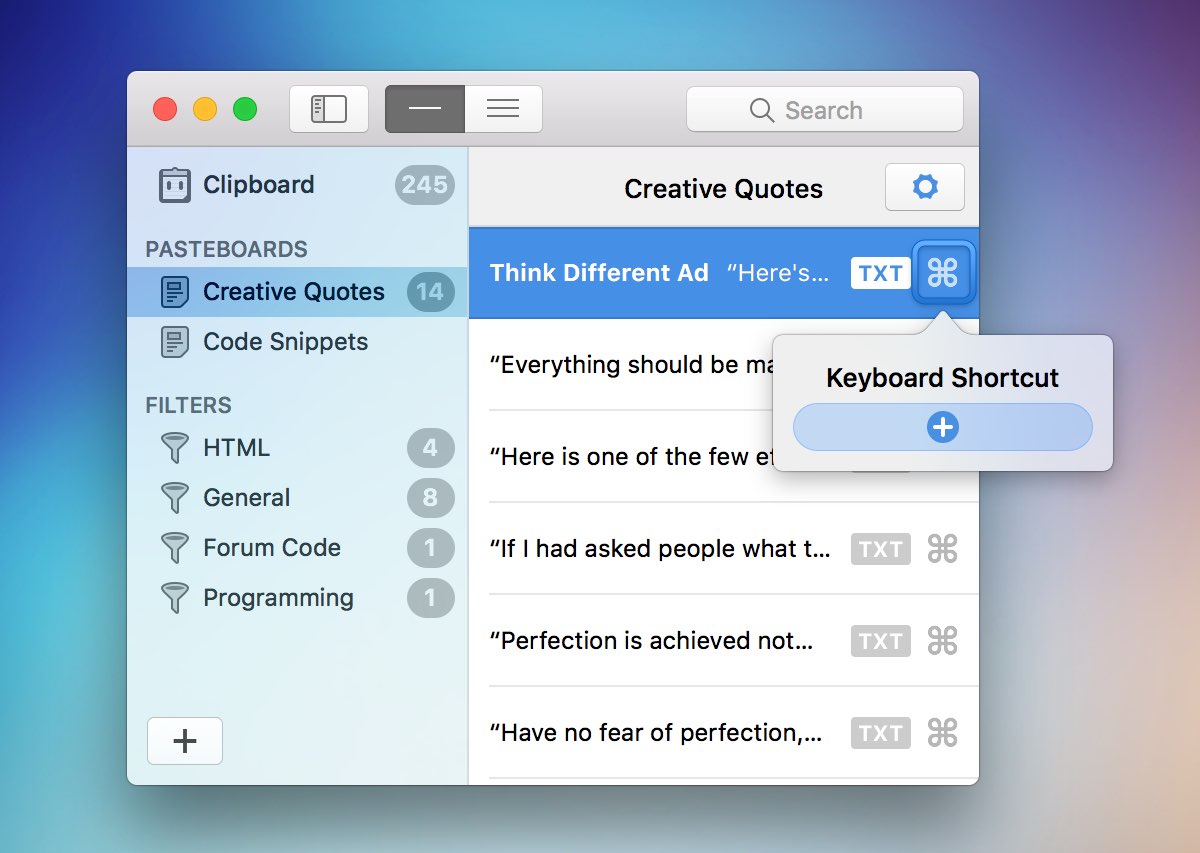 Search
Clipboard 245
PASTEBOARDS
Creative Quotes 14
Code Snippets
FILTERS
HTML 4
General 8
Forum Code 1
Programming 1
Creative Quotes
Think Different Ad “Here's... TXT ⌘
Keyboard Shortcut
“Everything should be
“Here is one of the few
“If I had asked people what t... TXT ⌘
“Perfection is achieved not... TXT ⌘
“Have no fear of perfection,... TXT ⌘